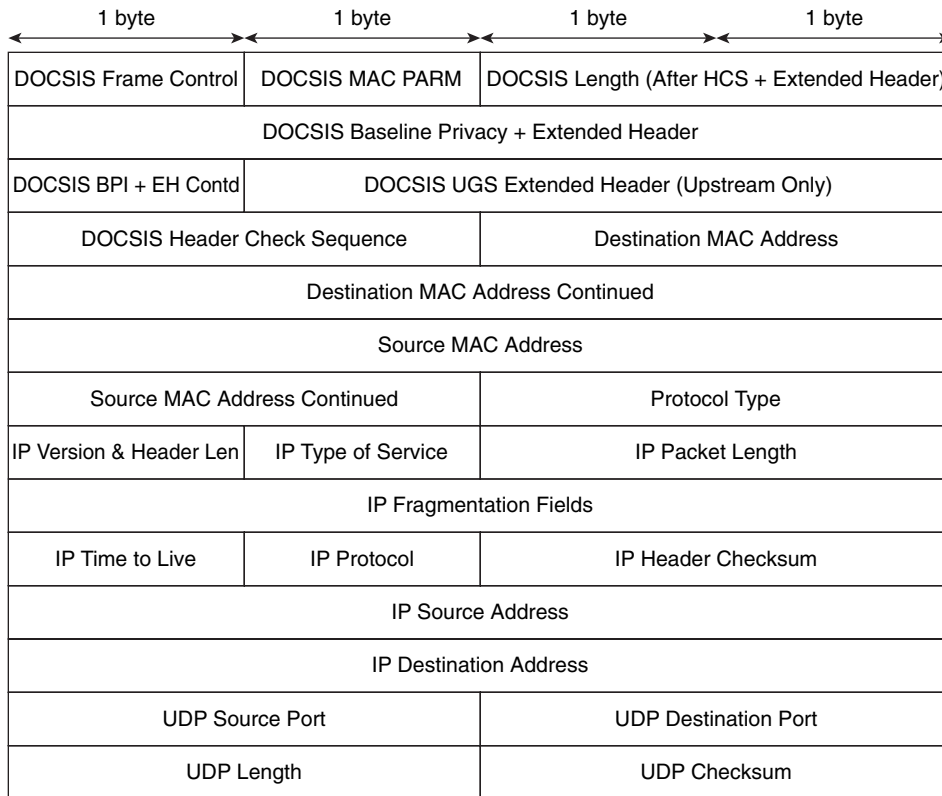 1 byte 1 byte 1 byte 1 byte
DOCSIS Frame Control DOCSIS MAC PARM DOCSIS Length (After HCS + Extended Header)
DOCSIS Baseline Privacy + Extended Header
DOCSIS BPI + EH Contd DOCSIS UGS Extended Header (Upstream Only)
DOCSIS Header Check Sequence Destination MAC Address
Destination MAC Address Continued
Source MAC Address
Source MAC Address Continued Protocol Type
IP Version & Header Len IP Type of Service IP Packet Length
IP Fragmentation Fields
IP Time to Live IP Protocol IP Header Checksum
IP Source Address
IP Destination Address
UDP Source Port UDP Destination Port
UDP Length UDP Checksum